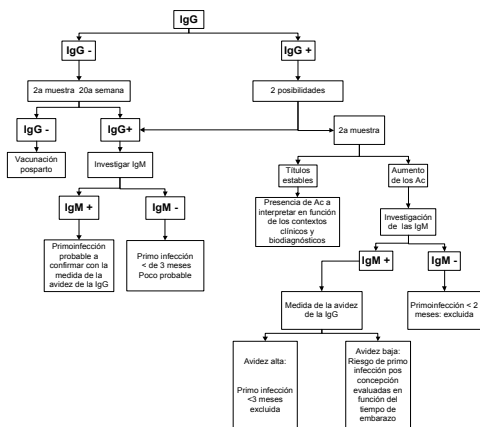 IgG
IgG -
IgG +
2a muestra 20a semana
2 posibilidades
IgG -
IgG+
2a muestra
Vacunación
posparto
Investigar IgM
Títulos
estables
Aumento
de los Ac
IgM +
IgM -
Presencia de Ac a
interpretar en función
de los contextos
clínicos y
biodiagnósticos
Investigación
de las IgM
Primoinfección
probable a
confirmar con la
medida de la
avidez de la IgG
Primo infección
< de 3 meses
Poco probable
IgM +
IgM -
Medida de la avidez
de la IgG
Primoinfección < 2
meses: excluida
Avidez alta:
Primo infección
<3 meses
excluida
Avidez baja:
Riesgo de primo
infección pos
concepción
evaluadas en
función del
tiempo de
embarazo